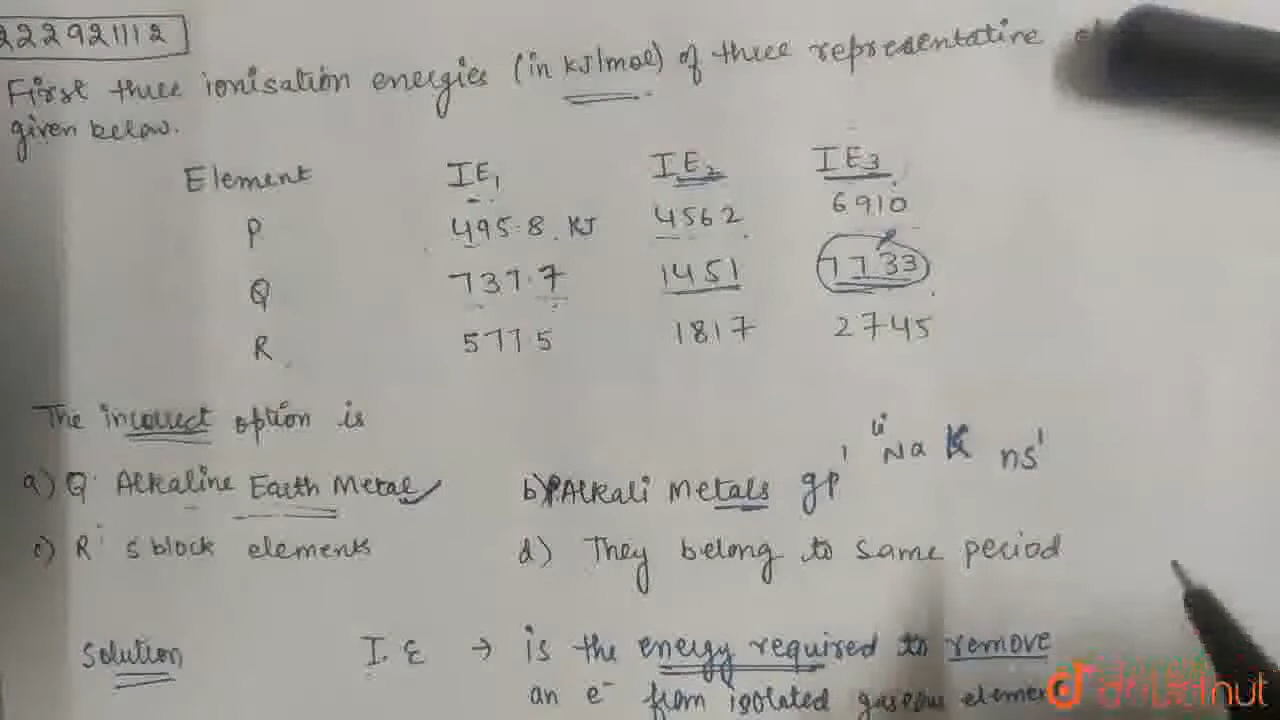 222921112
First three ionisation energies (in KJ/mol) of three representative
given below.
Element IE1 IE2 IE3
P 495.8 KJ 4562 6910
Q 737.7 1451 7733
R 577.5 1817 2745
The incorrect option is
a) Q Alkaline Earth Metal b) P Alkali Metals gp1 Li Na K ns1
c) R s block elements d) They belong to same period
Solution I.E → is the energy required to remove
an e- from isolated gaseous element
doubtnut